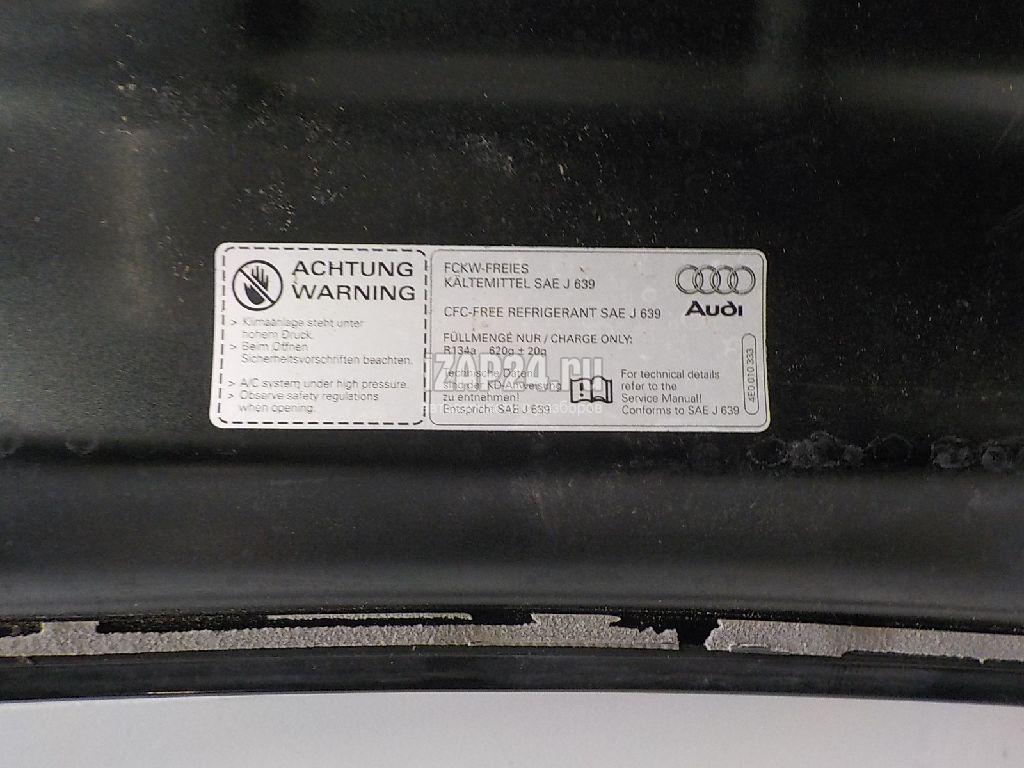 ACHTUNG
WARNING
> Klimaanlage steht unter
hohem Druck.
> Beim Öffnen
Sicherheitsvorschriften beachten.
> A/C system under high pressure.
> Observe safety regulations
when opening.
FCKW-FREIES
KÄLTEMITTEL SAE J 639
CFC-FREE REFRIGERANT SAE J 639
FÜLLMENGE NUR / CHARGE ONLY:
R134a 620g ± 20g
Technische Daten
sind der KD-Anweisung
zu entnehmen!
Entspricht SAE J 639
For technical details
refer to the
Service Manual!
Conforms to SAE J 639
Audi
4E0 010 333
iZAP24.ru